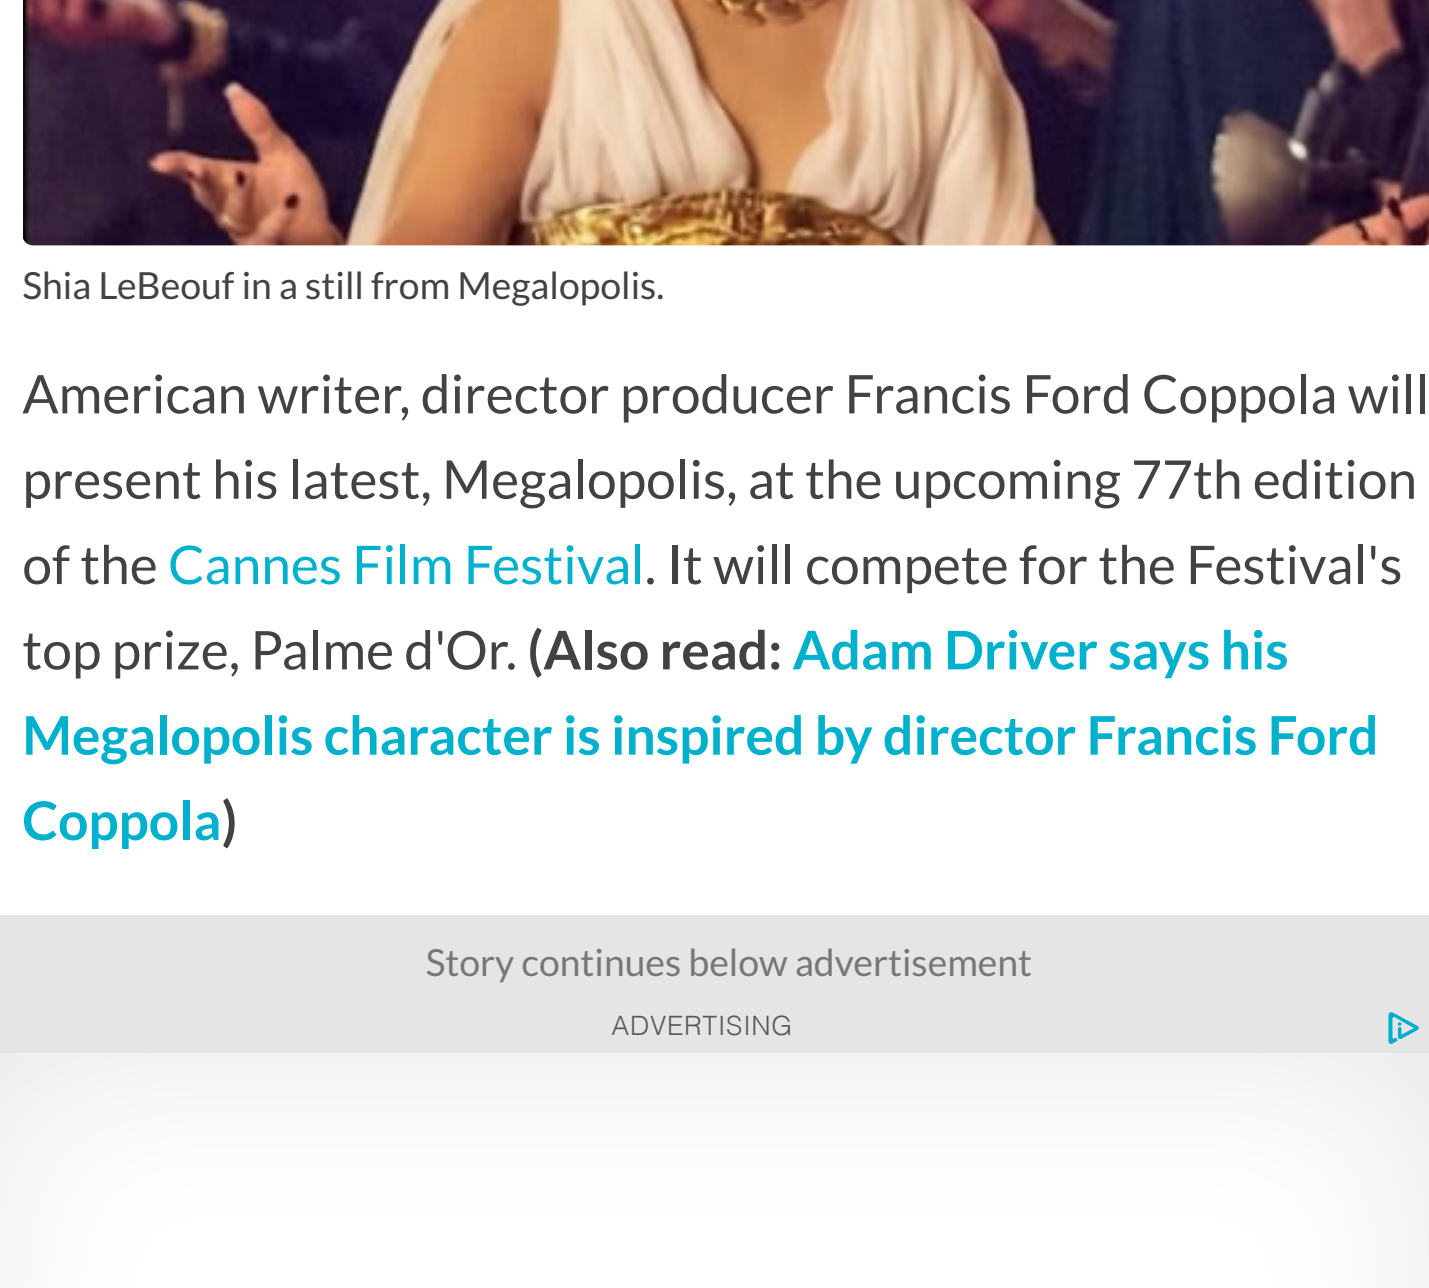 Shia LeBeouf in a still from Megalopolis.
American writer, director producer Francis Ford Coppola will
present his latest, Megalopolis, at the upcoming 77th edition
of the Cannes Film Festival. It will compete for the Festival's
top prize, Palme d'Or. (Also read: Adam Driver says his
Megalopolis character is inspired by director Francis Ford
Coppola)
Story continues below advertisement
ADVERTISING